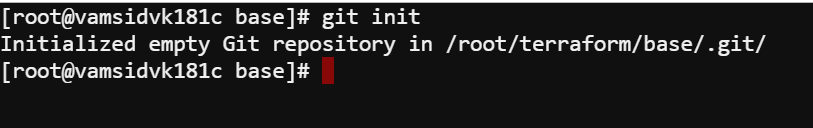 [root@vamsidvk181c base]# git init
Initialized empty Git repository in /root/terraform/base/.git/
[root@vamsidvk181c base]#